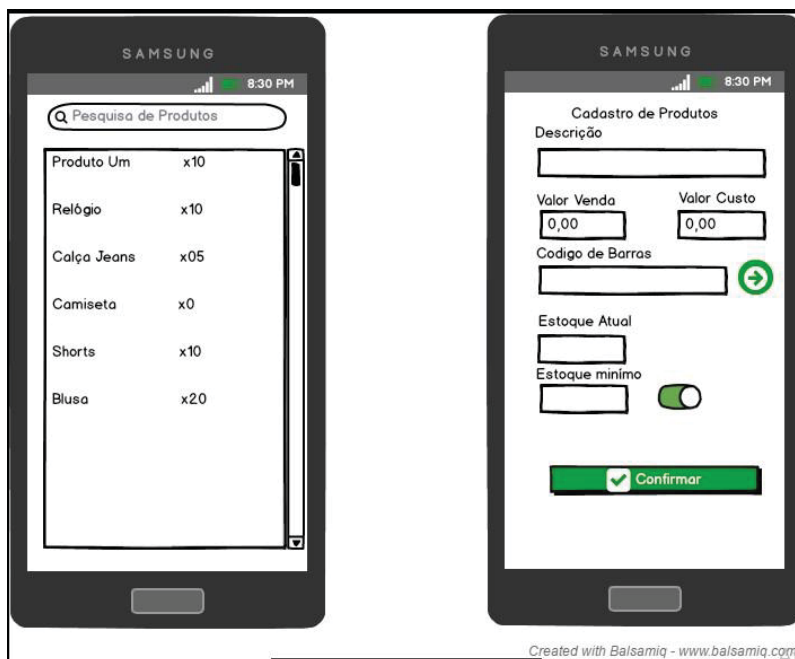 SAMSUNG
8:30 PM
Pesquisa de Produtos
Produto Um x10
Relógio x10
Calça Jeans x05
Camiseta x0
Shorts x10
Blusa x20
SAMSUNG
8:30 PM
Cadastro de Produtos
Descrição
Valor Venda Valor Custo
0,00 0,00
Codigo de Barras
Estoque Atual
Estoque minímo
Confirmar
Created with Balsamiq - www.balsamiq.com